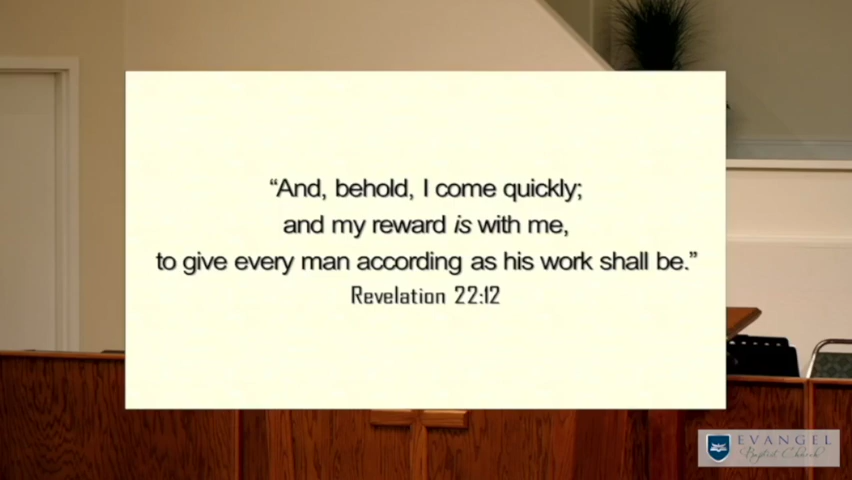 “And, behold, I come quickly;
and my reward is with me,
to give every man according as his work shall be.”
Revelation 22:12
EVANGEL
Baptist Church